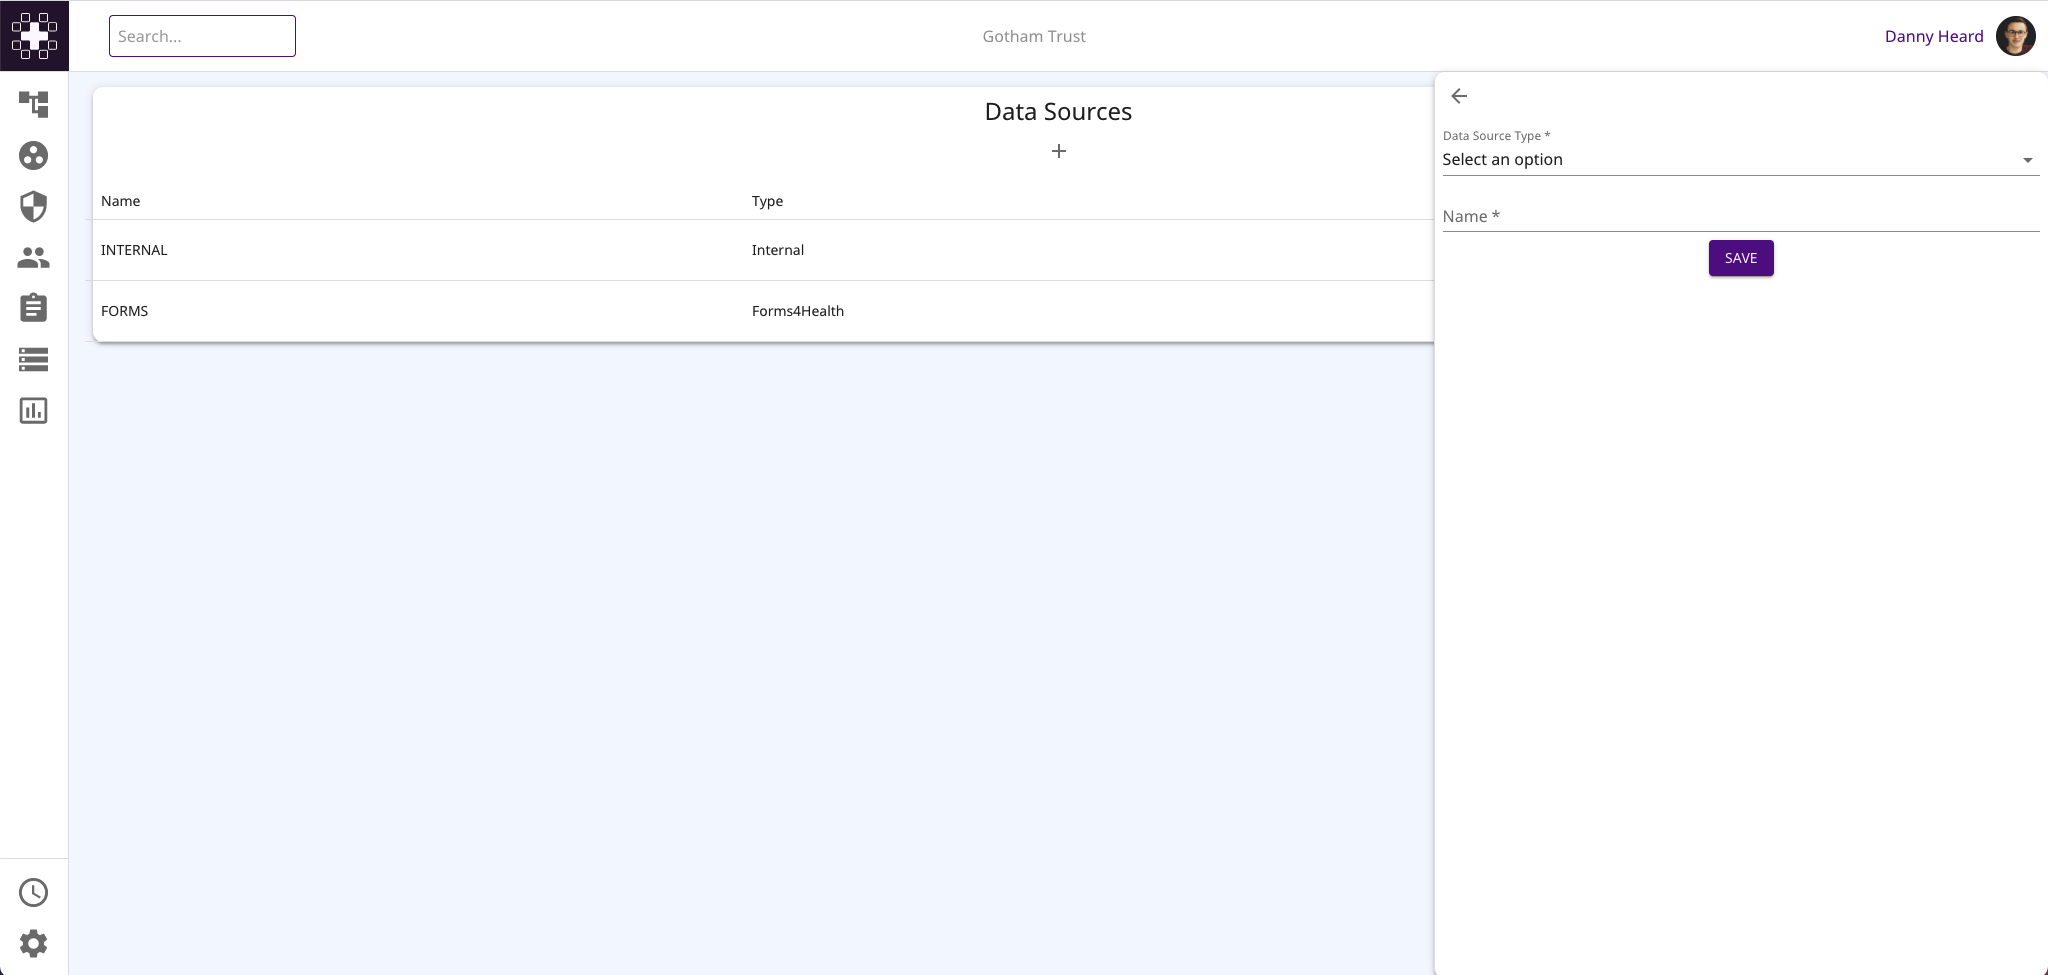 Search...
Gotham Trust
Danny Heard
Data Sources
Name Type
INTERNAL Internal
FORMS Forms4Health
Data Source Type *
Select an option
Name *
SAVE